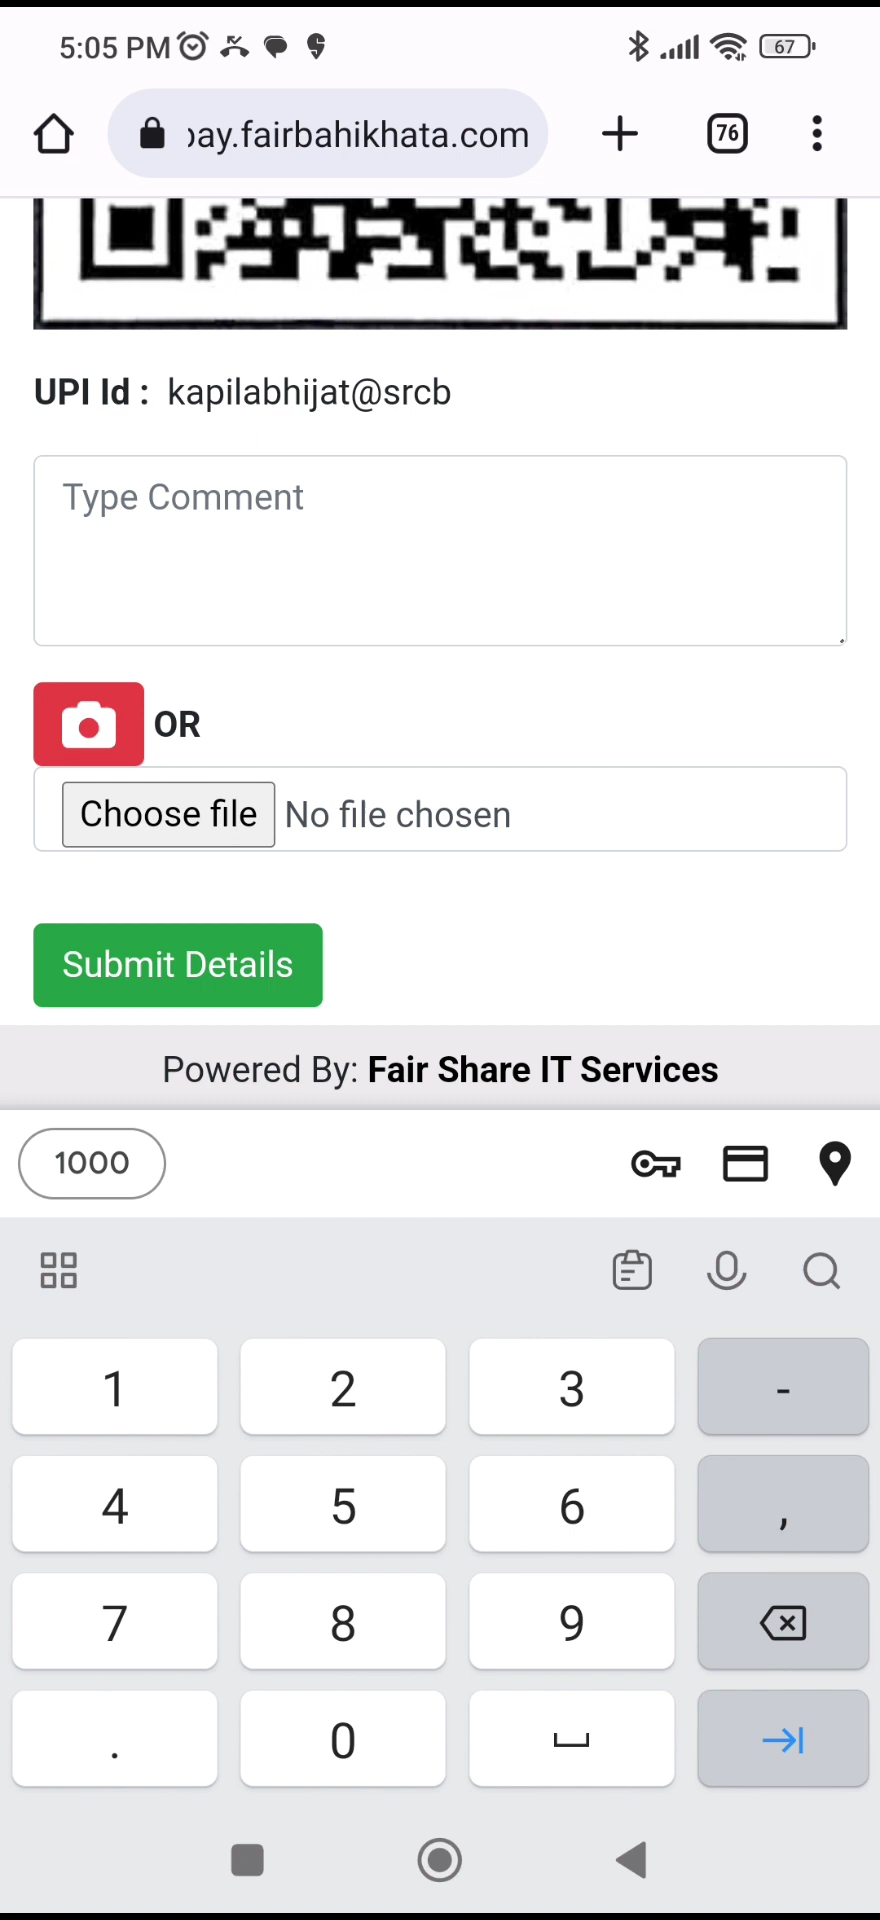 5:05 PM
67
pay.fairbahikhata.com
76
UPI Id : kapilabhijat@srcb
Type Comment
OR
Choose file No file chosen
Submit Details
Powered By: Fair Share IT Services
1000
1 2 3 -
4 5 6 ,
7 8 9
. 0